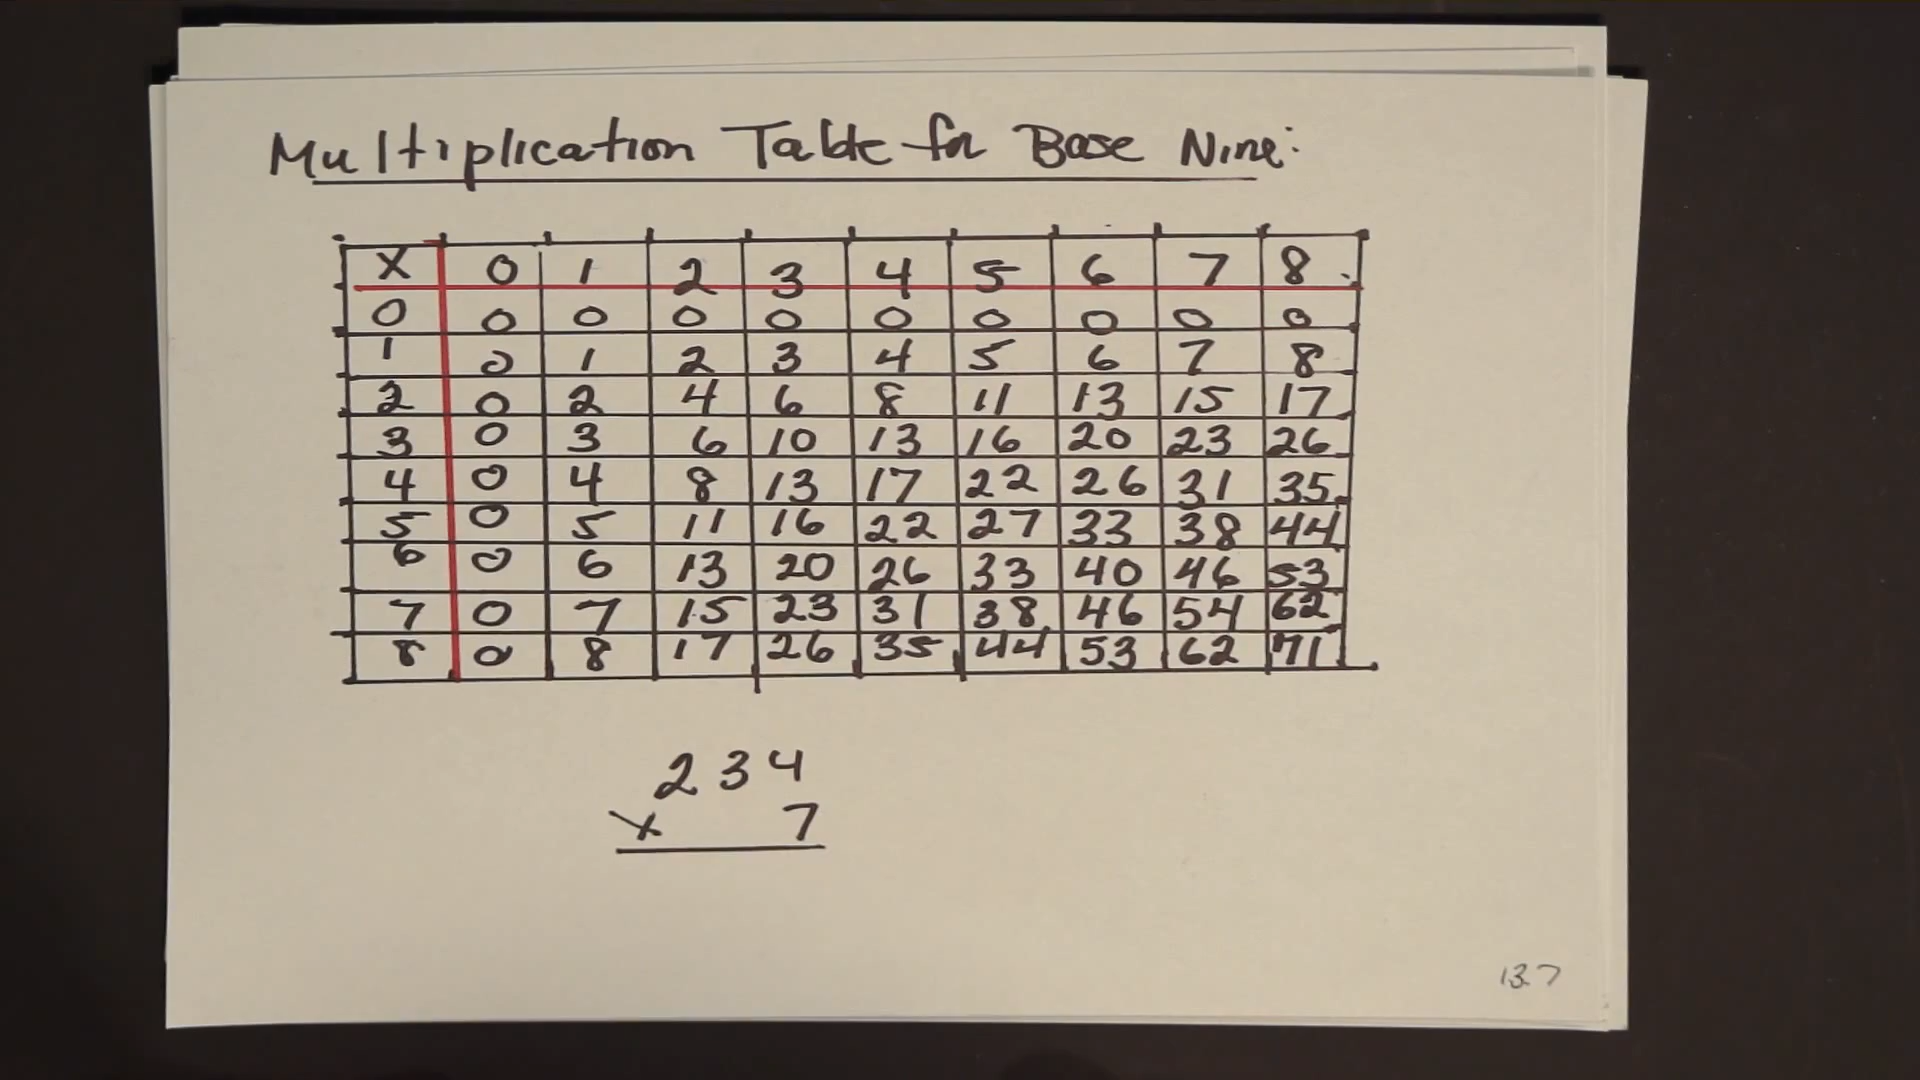 Multiplication Table for Base Nine:
X 0 1 2 3 4 5 6 7 8
0 0 0 0 0 0 0 0 0 0
1 0 1 2 3 4 5 6 7 8
2 0 2 4 6 8 11 13 15 17
3 0 3 6 10 13 16 20 23 26
4 0 4 8 13 17 22 26 31 35
5 0 5 11 16 22 27 33 38 44
6 0 6 13 20 26 33 40 46 53
7 0 7 15 23 31 38 46 54 62
8 0 8 17 26 35 44 53 62 71
234
x 7
137